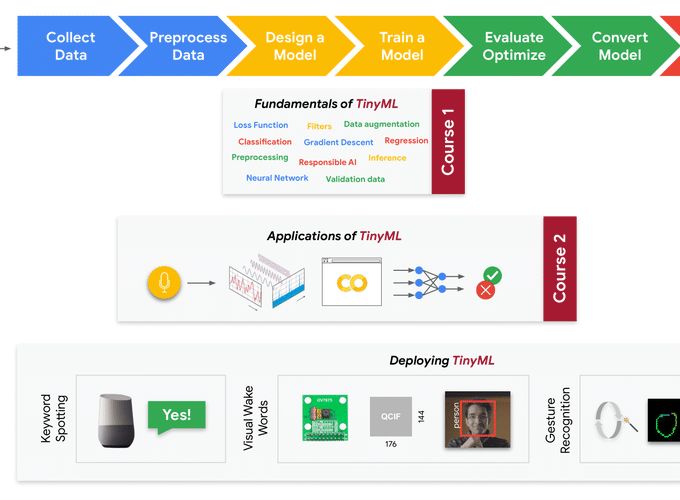 Collect
Data
Preprocess
Data
Design a
Model
Train a
Model
Evaluate
Optimize
Convert
Model
Fundamentals of TinyML
Loss Function
Filters
Data augmentation
Classification
Gradient Descent
Regression
Preprocessing
Responsible AI
Inference
Neural Network
Validation data
Course 1
Applications of TinyML
Course 2
Deploying TinyML
Keyword
Spotting
Yes!
Visual Wake
Words
QCIF
144
176
person
Gesture
Recognition